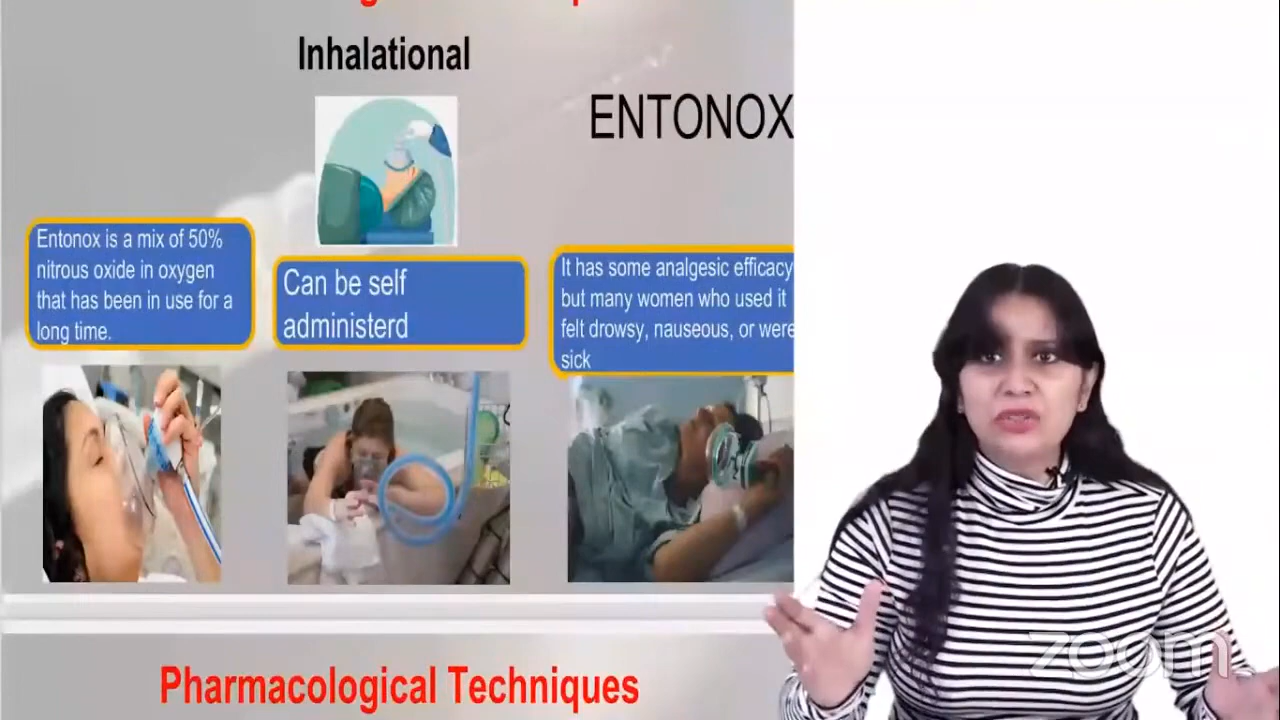 Inhalational
ENTONOX
Entonox is a mix of 50%
nitrous oxide in oxygen
that has been in use for a
long time.
Can be self
administerd
It has some analgesic efficacy
but many women who used it
felt drowsy, nauseous, or were
sick
Pharmacological Techniques
zoom